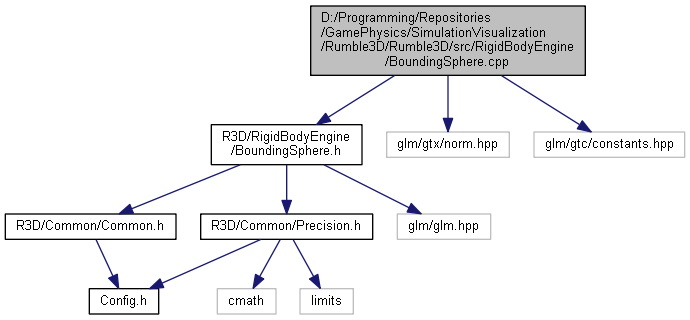 D:/Programming/Repositories
/GamePhysics/SimulationVisualization
/Rumble3D/Rumble3D/src/RigidBodyEngine
/BoundingSphere.cpp
R3D/RigidBodyEngine
/BoundingSphere.h
glm/gtx/norm.hpp
glm/gtc/constants.hpp
R3D/Common/Common.h
R3D/Common/Precision.h
glm/glm.hpp
Config.h
cmath
limits